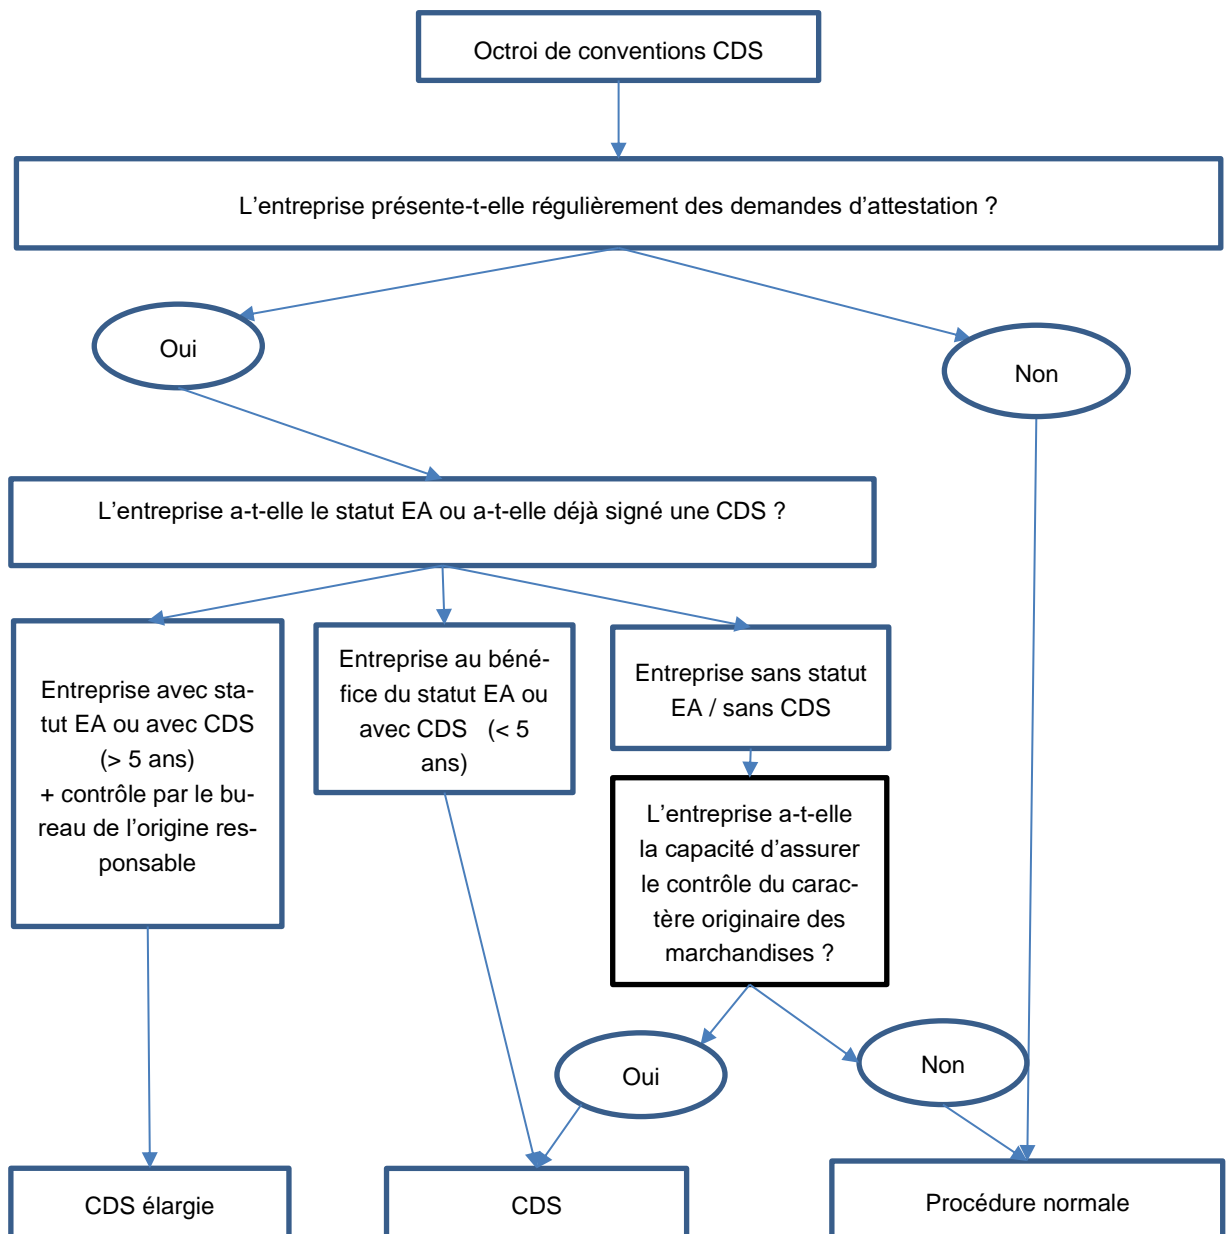 Octroi de conventions CDS
L’entreprise présente-t-elle régulièrement des demandes d’attestation ?
Oui
Non
L’entreprise a-t-elle le statut EA ou a-t-elle déjà signé une CDS ?
Entreprise avec sta-
tut EA ou avec CDS
(> 5 ans)
+ contrôle par le bu-
reau de l’origine res-
ponsable
Entreprise au béné-
fice du statut EA ou
avec CDS (< 5
ans)
Entreprise sans statut
EA / sans CDS
L’entreprise a-t-elle
la capacité d’assurer
le contrôle du carac-
tère originaire des
marchandises ?
Oui
Non
CDS élargie
CDS
Procédure normale